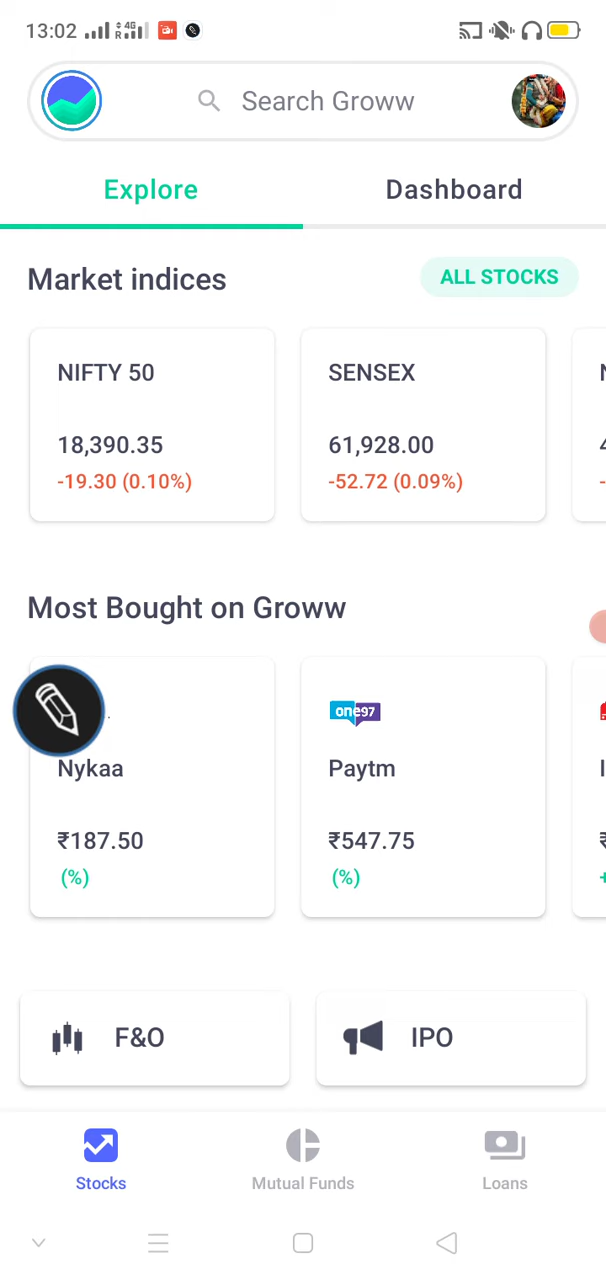 13:02 4G R
Search Groww
Explore Dashboard
Market indices ALL STOCKS
NIFTY 50 SENSEX
18,390.35 61,928.00
-19.30 (0.10%) -52.72 (0.09%)
Most Bought on Groww
one97
Nykaa Paytm
₹187.50 ₹547.75
(%) (%)
F&O IPO
Stocks Mutual Funds Loans